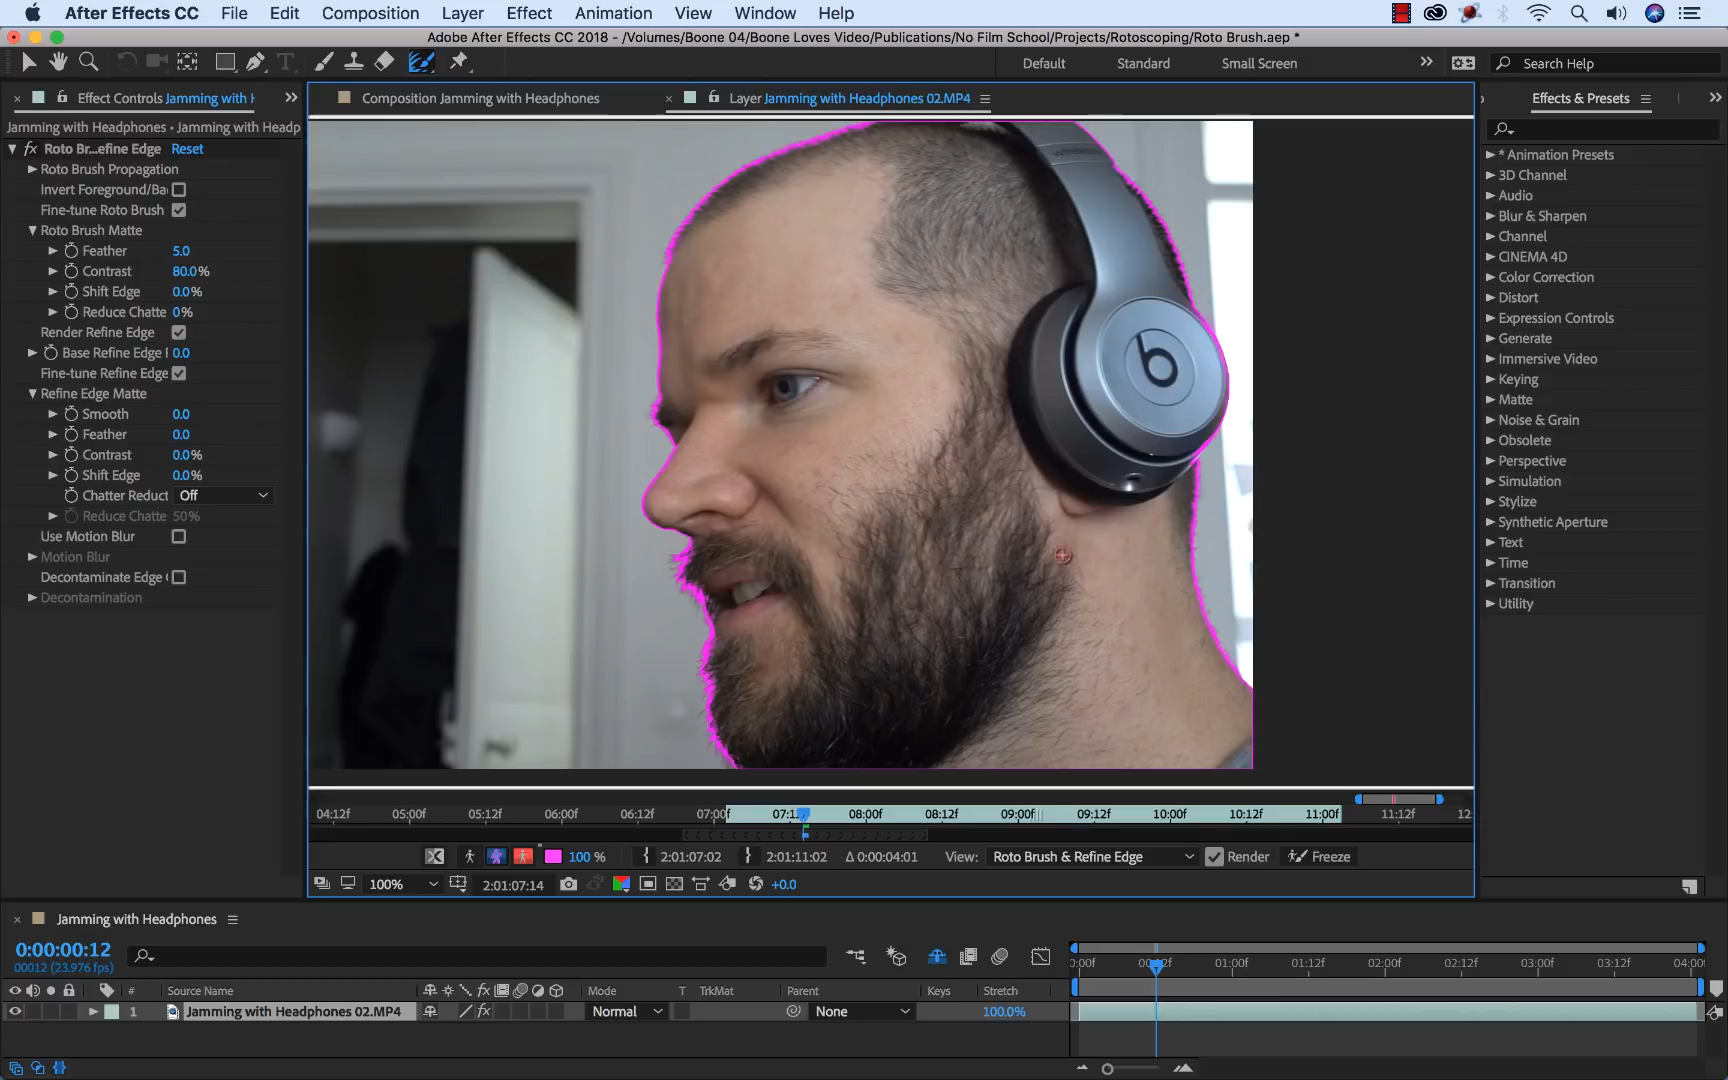 After Effects CC File Edit Composition Layer Effect Animation View Window Help
Adobe After Effects CC 2018 - /Volumes/Boone 04/Boone Loves Video/Publications/No Film School/Projects/Rotoscoping/Roto Brush.aep *
Default Standard Small Screen Search Help
Effect Controls Jamming with H
Composition Jamming with Headphones
Layer Jamming with Headphones 02.MP4
Effects & Presets
Jamming with Headphones • Jamming with Headp
Roto Br...efine Edge Reset
Roto Brush Propagation
Invert Foreground/Ba
Fine-tune Roto Brush
Roto Brush Matte
Feather 5.0
Contrast 80.0%
Shift Edge 0.0%
Reduce Chatte 0%
Render Refine Edge
Base Refine Edge 0.0
Fine-tune Refine Edge
Refine Edge Matte
Smooth 0.0
Feather 0.0
Contrast 0.0%
Shift Edge 0.0%
Chatter Reduct Off
Reduce Chatte 50%
Use Motion Blur
Motion Blur
Decontaminate Edge
Decontamination
* Animation Presets
3D Channel
Audio
Blur & Sharpen
Channel
CINEMA 4D
Color Correction
Distort
Expression Controls
Generate
Immersive Video
Keying
Matte
Noise & Grain
Obsolete
Perspective
Simulation
Stylize
Synthetic Aperture
Text
Time
Transition
Utility
b
04:12f 05:00f 05:12f 06:00f 06:12f 07:00f 07:1 08:00f 08:12f 09:00f 09:12f 10:00f 10:12f 11:00f 11:12f 12:
100 % 2:01:07:02 2:01:11:02 Δ 0:00:04:01 View: Roto Brush & Refine Edge Render Freeze
100% 2:01:07:14 +0.0
Jamming with Headphones
0:00:00:12
00012 (23.976 fps)
# Source Name fx Mode T TrkMat Parent Keys Stretch
1 Jamming with Headphones 02.MP4 fx Normal None 100.0%
0:00f 00:12f 01:00f 01:12f 02:00f 02:12f 03:00f 03:12f 04:00